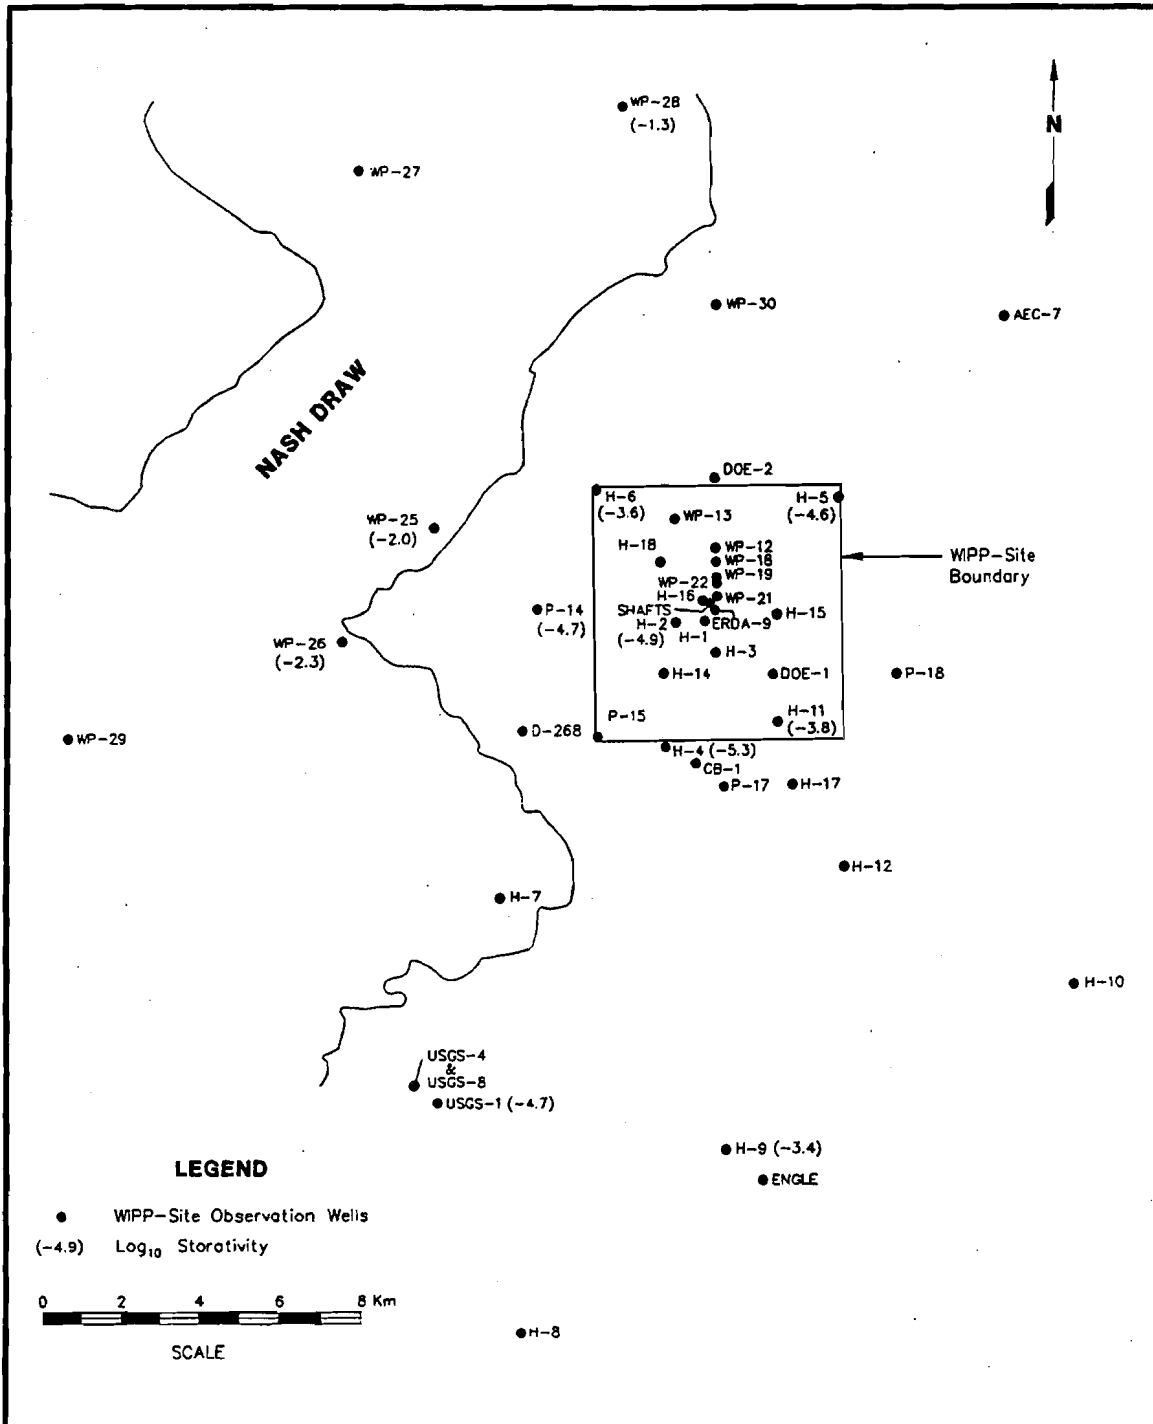 WP-28
(-1.3)
N
WP-27
WP-30
AEC-7
NASH DRAW
DOE-2
H-6
(-3.6)
H-5
(-4.6)
WP-13
WP-25
(-2.0)
H-18
WP-12
WP-18
WP-19
WP-22
H-16
WP-21
WIPP-Site
Boundary
SHAFTS
P-14
(-4.7)
H-2
(-4.9)
H-1
ERDA-9
H-15
WP-26
(-2.3)
H-3
H-14
DOE-1
P-18
H-11
(-3.8)
P-15
D-268
WP-29
H-4 (-5.3)
CB-1
P-17
H-17
H-12
H-7
H-10
USGS-4
&
USGS-8
USGS-1 (-4.7)
H-9 (-3.4)
ENGLE
LEGEND
WIPP-Site Observation Wells
(-4.9) Log₁₀ Storativity
0 2 4 6 8 Km
SCALE
H-8